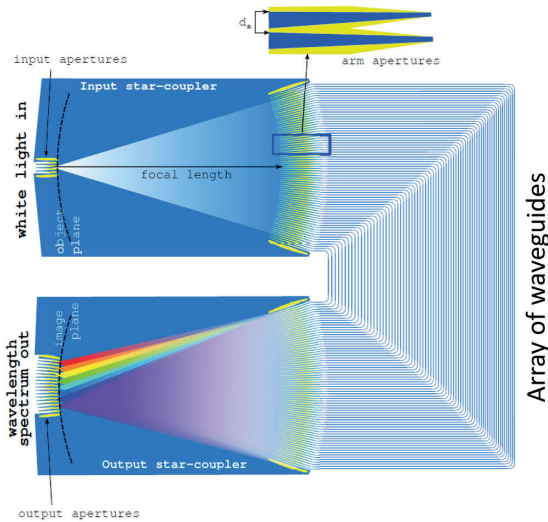 dₐ
input apertures
arm apertures
Input star-coupler
white light in
focal length
object
plane
Array of waveguides
image
plane
wavelength
spectrum out
Output star-coupler
output apertures